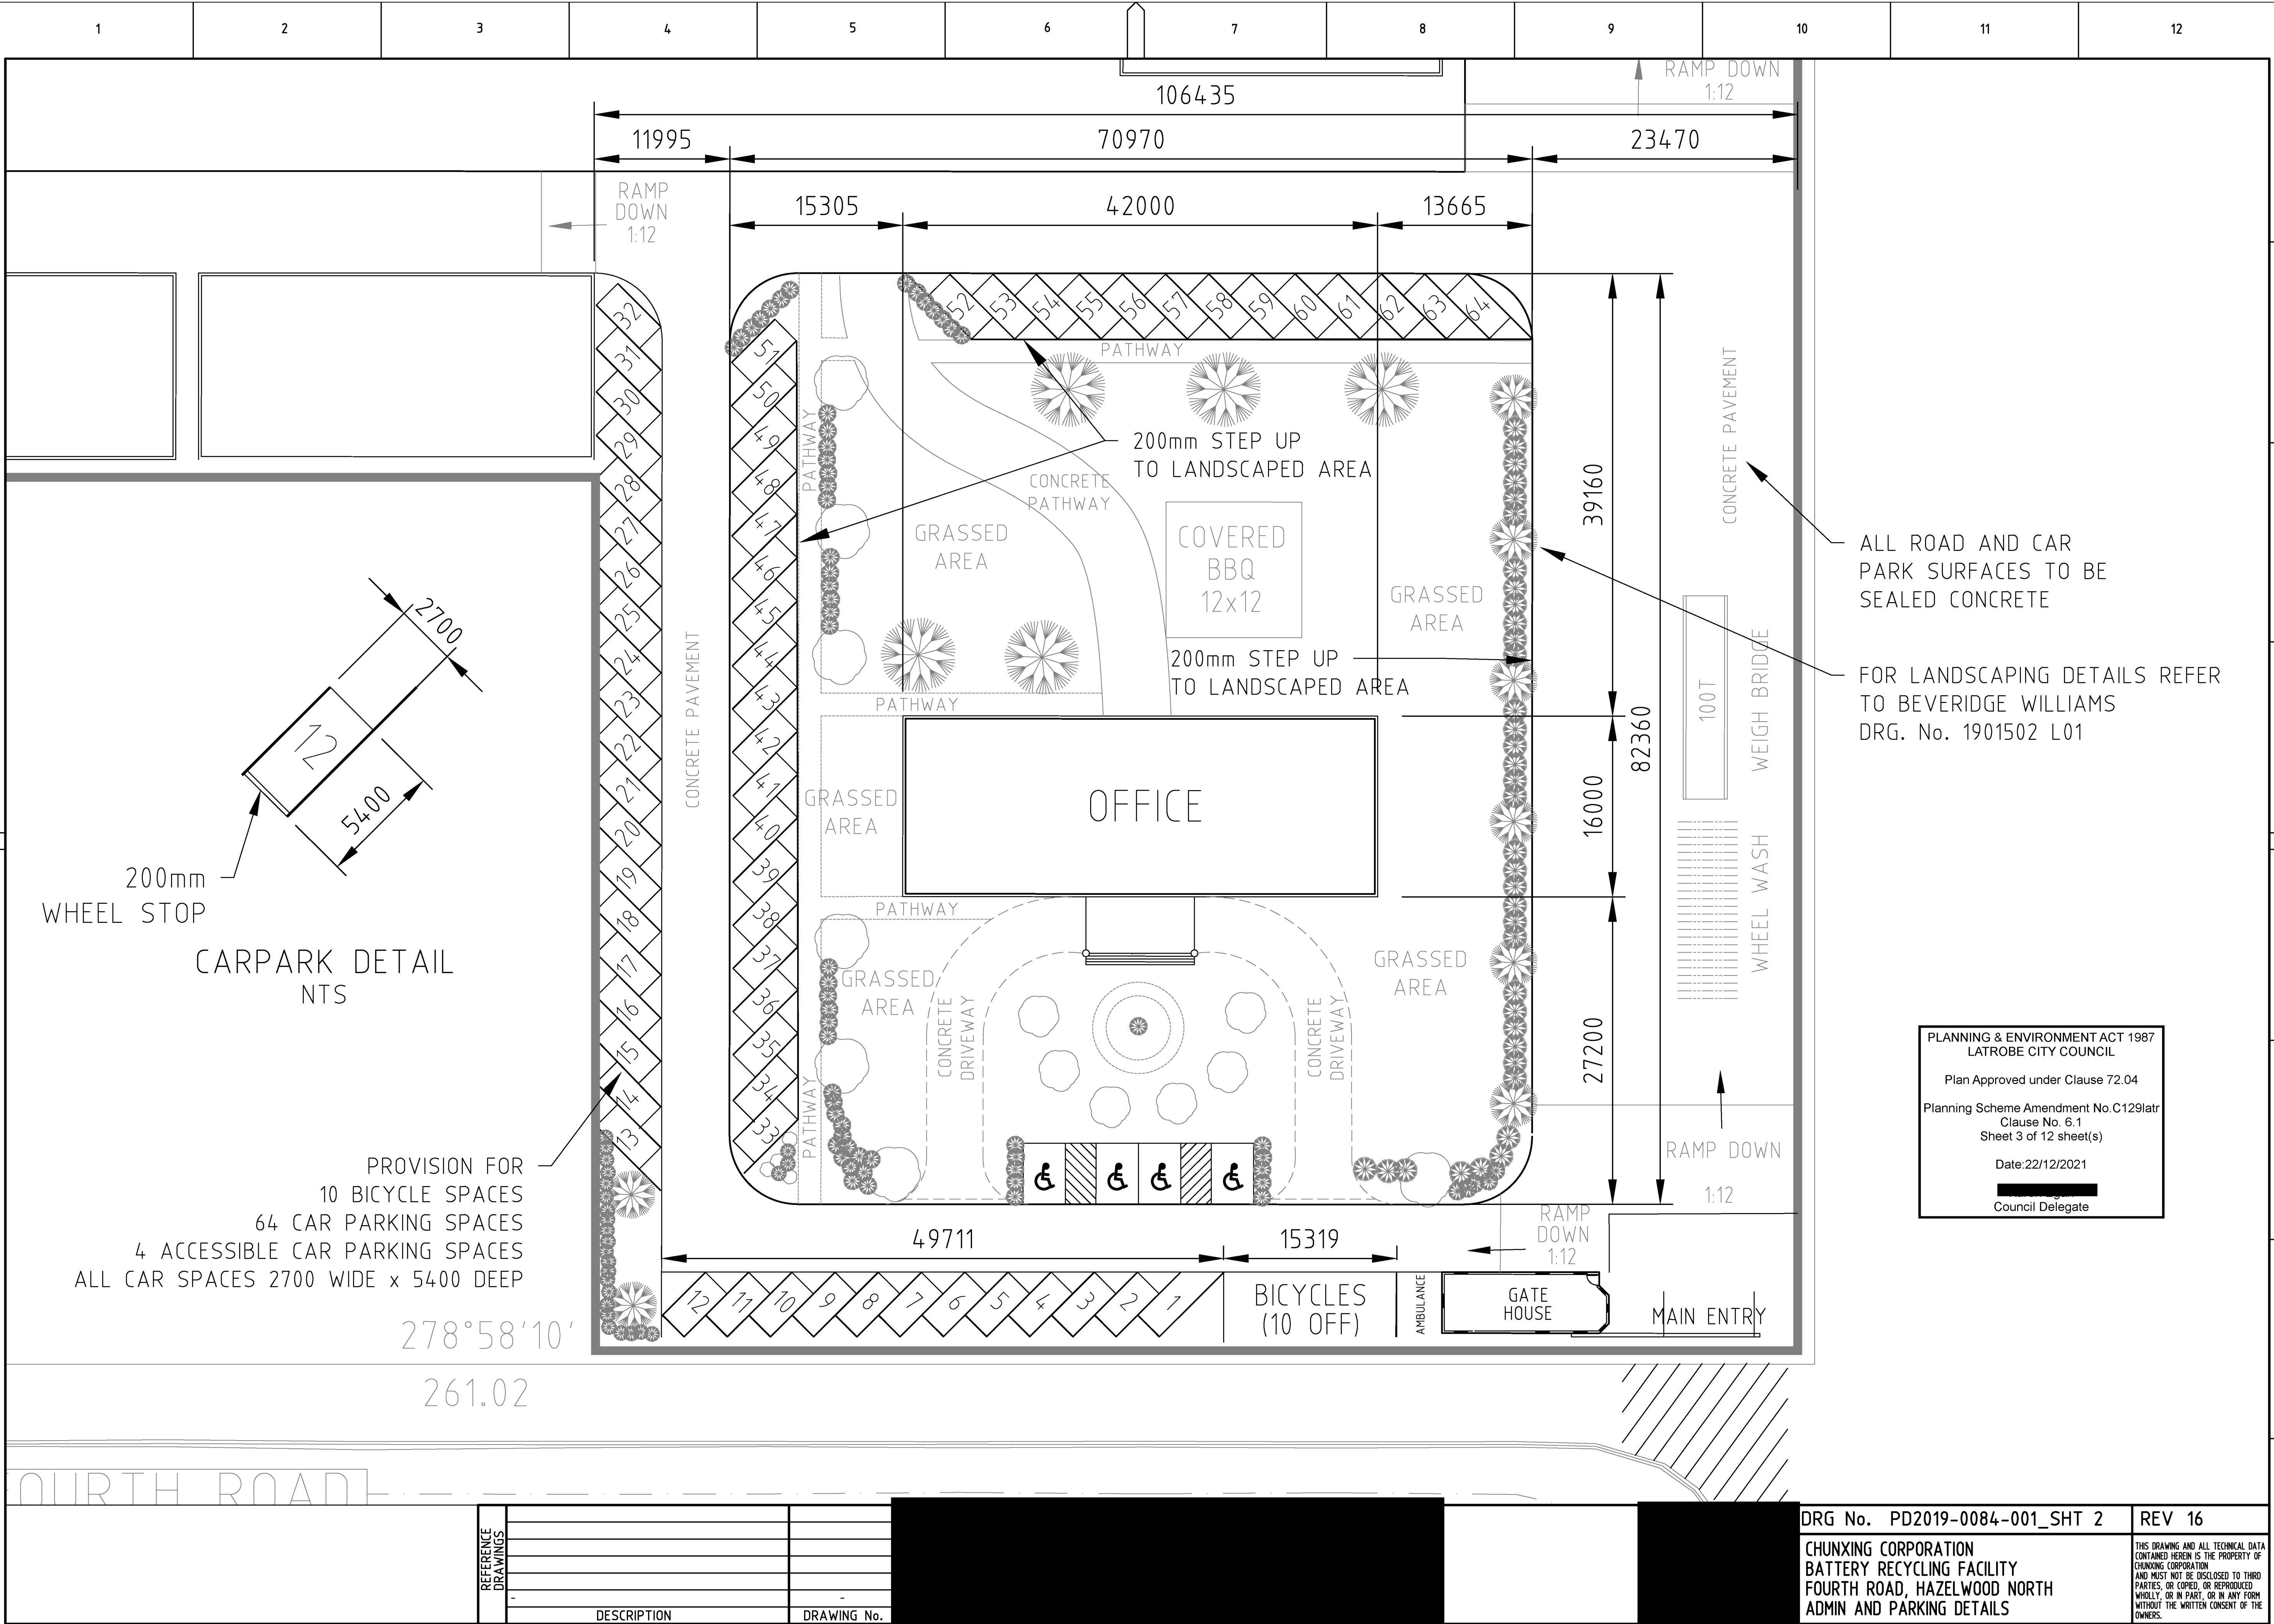 1 2 3 4 5 6 7 8 9 10 11 12
RAMP DOWN
1:12
106435
11995
70970
23470
RAMP
DOWN
1:12
15305
42000
13665
52 53 54 55 56 57 58 59 60 61 62 63 64
PATHWAY
32
31
30
29
28
27
26
25
24
23
22
21
20
19
18
17
16
15
14
13
51
50
49
48
47
46
45
44
43
42
41
40
39
38
37
36
35
34
33
PATHWAY
200mm STEP UP
TO LANDSCAPED AREA
CONCRETE
PATHWAY
GRASSED
AREA
COVERED
BBQ
12x12
GRASSED
AREA
200mm STEP UP
TO LANDSCAPED AREA
PATHWAY
CONCRETE PAVEMENT
OFFICE
GRASSED
AREA
PATHWAY
GRASSED
AREA
GRASSED
AREA
CONCRETE
DRIVEWAY
CONCRETE
DRIVEWAY
PATHWAY
39160
16000
82360
27200
CONCRETE PAVEMENT
100T
WEIGH BRIDGE
WHEEL WASH
RAMP DOWN
1:12
ALL ROAD AND CAR
PARK SURFACES TO BE
SEALED CONCRETE
FOR LANDSCAPING DETAILS REFER
TO BEVERIDGE WILLIAMS
DRG. No. 1901502 L01
2700
12
5400
200mm
WHEEL STOP
CARPARK DETAIL
NTS
PROVISION FOR
10 BICYCLE SPACES
64 CAR PARKING SPACES
4 ACCESSIBLE CAR PARKING SPACES
ALL CAR SPACES 2700 WIDE x 5400 DEEP
49711
15319
RAMP
DOWN
1:12
12 11 10 9 8 7 6 5 4 3 2 1
BICYCLES
(10 OFF)
AMBULANCE
GATE
HOUSE
MAIN ENTRY
278°58'10'
261.02
FOURTH ROAD
PLANNING & ENVIRONMENT ACT 1987
LATROBE CITY COUNCIL
Plan Approved under Clause 72.04
Planning Scheme Amendment No.C129latr
Clause No. 6.1
Sheet 3 of 12 sheet(s)
Date:22/12/2021
Council Delegate
REFERENCE
DRAWINGS
- -
DESCRIPTION DRAWING No.
DRG No. PD2019-0084-001_SHT 2
REV 16
CHUNXING CORPORATION
BATTERY RECYCLING FACILITY
FOURTH ROAD, HAZELWOOD NORTH
ADMIN AND PARKING DETAILS
THIS DRAWING AND ALL TECHNICAL DATA
CONTAINED HEREIN IS THE PROPERTY OF
CHUNXING CORPORATION
AND MUST NOT BE DISCLOSED TO THIRD
PARTIES, OR COPIED, OR REPRODUCED
WHOLLY, OR IN PART, OR IN ANY FORM
WITHOUT THE WRITTEN CONSENT OF THE
OWNERS.